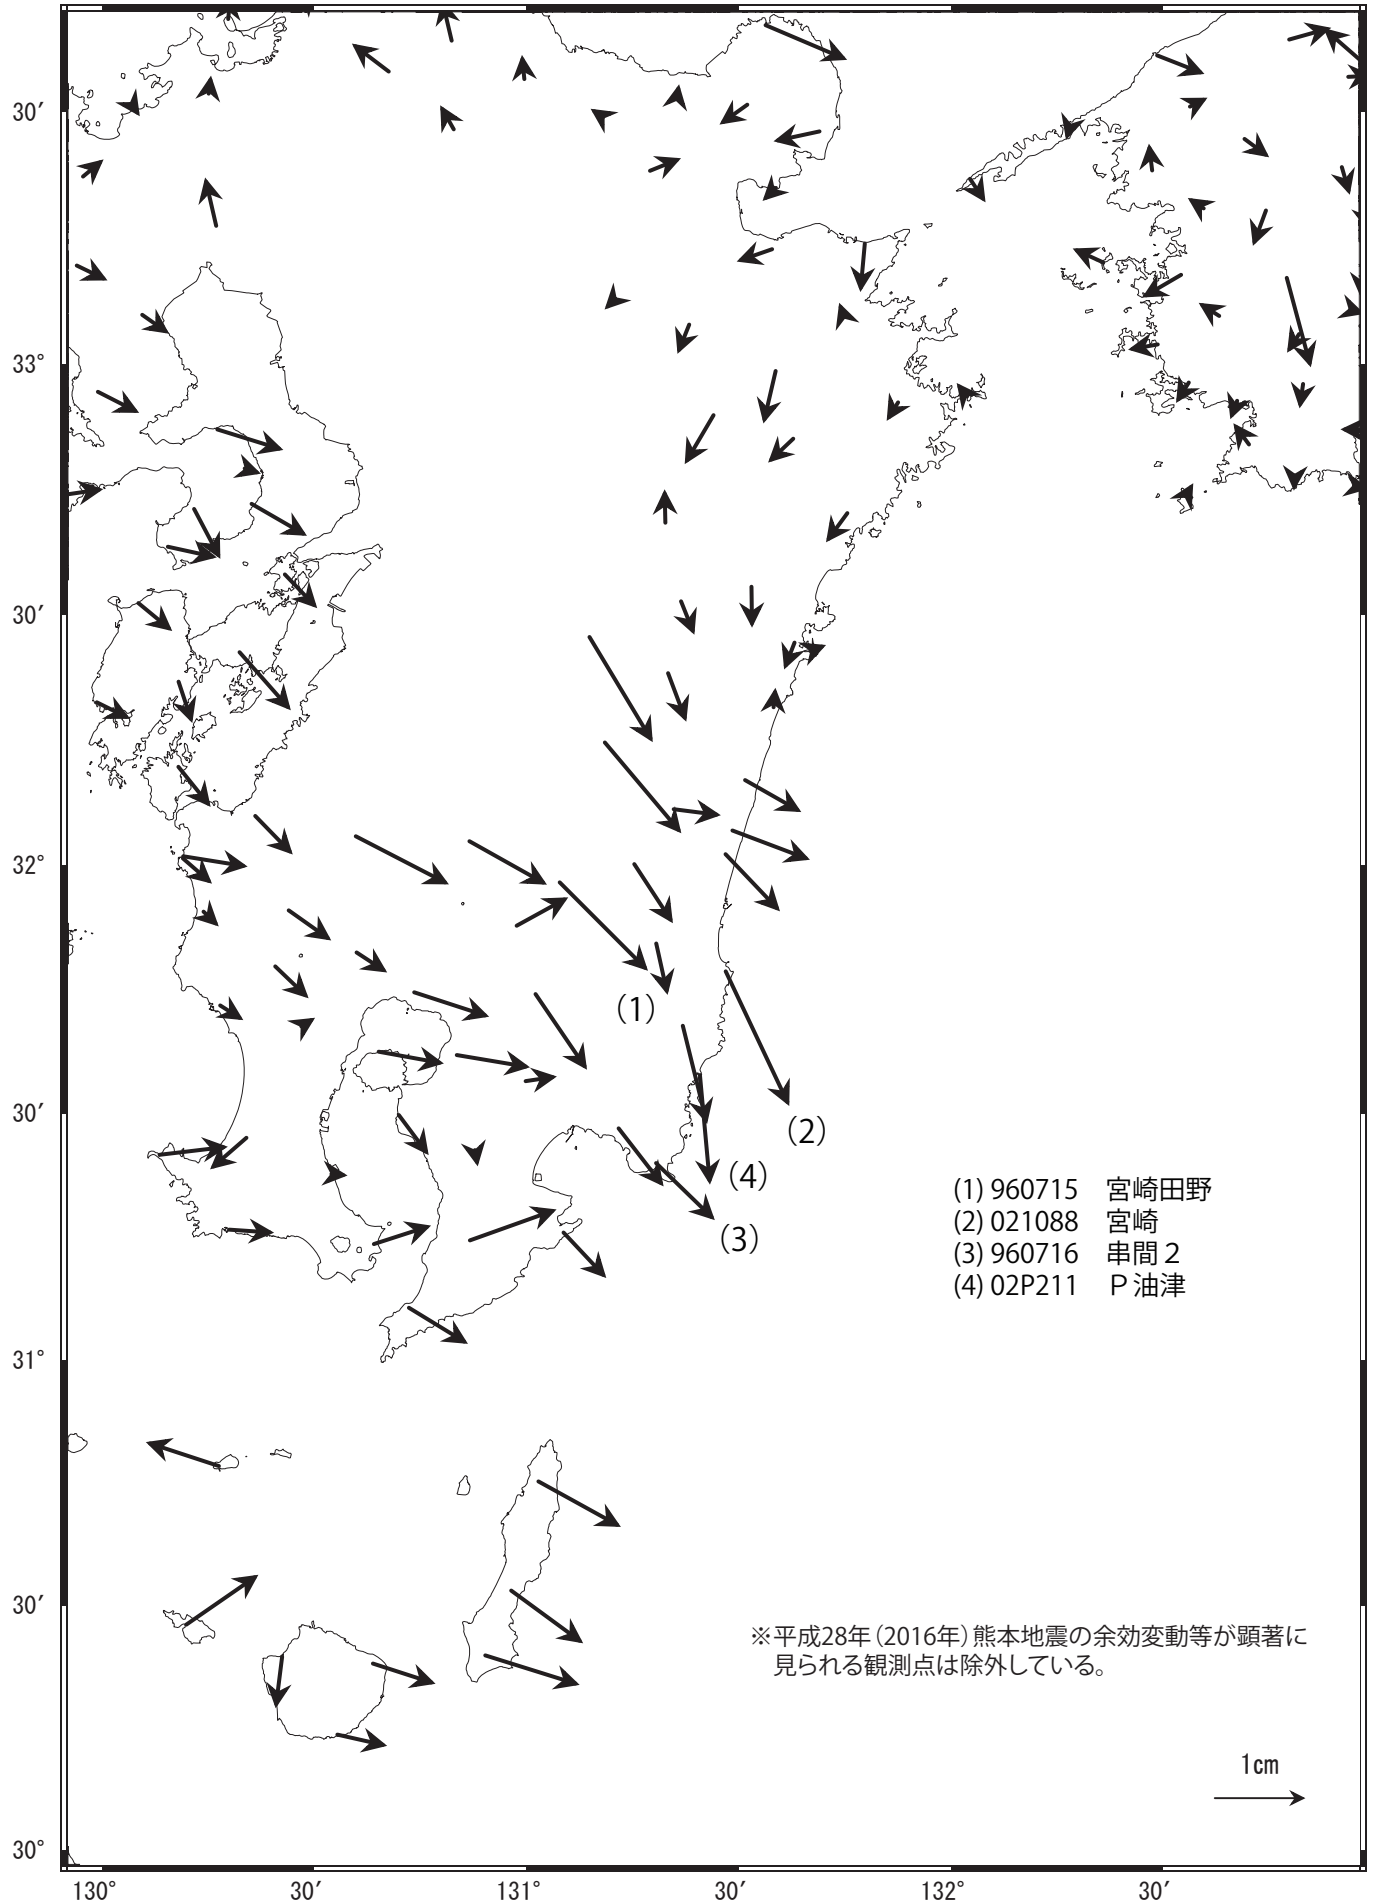 30′
33°
30′
32°
(1)
30′
(2)
(4)
(3)
(1) 960715　宮崎田野
(2) 021088　宮崎
(3) 960716　串間２
(4) 02P211　Ｐ油津
31°
30′
※平成28年（2016年）熊本地震の余効変動等が顕著に
見られる観測点は除外している。
1cm
30°
130° 30′ 131° 30′ 132° 30′